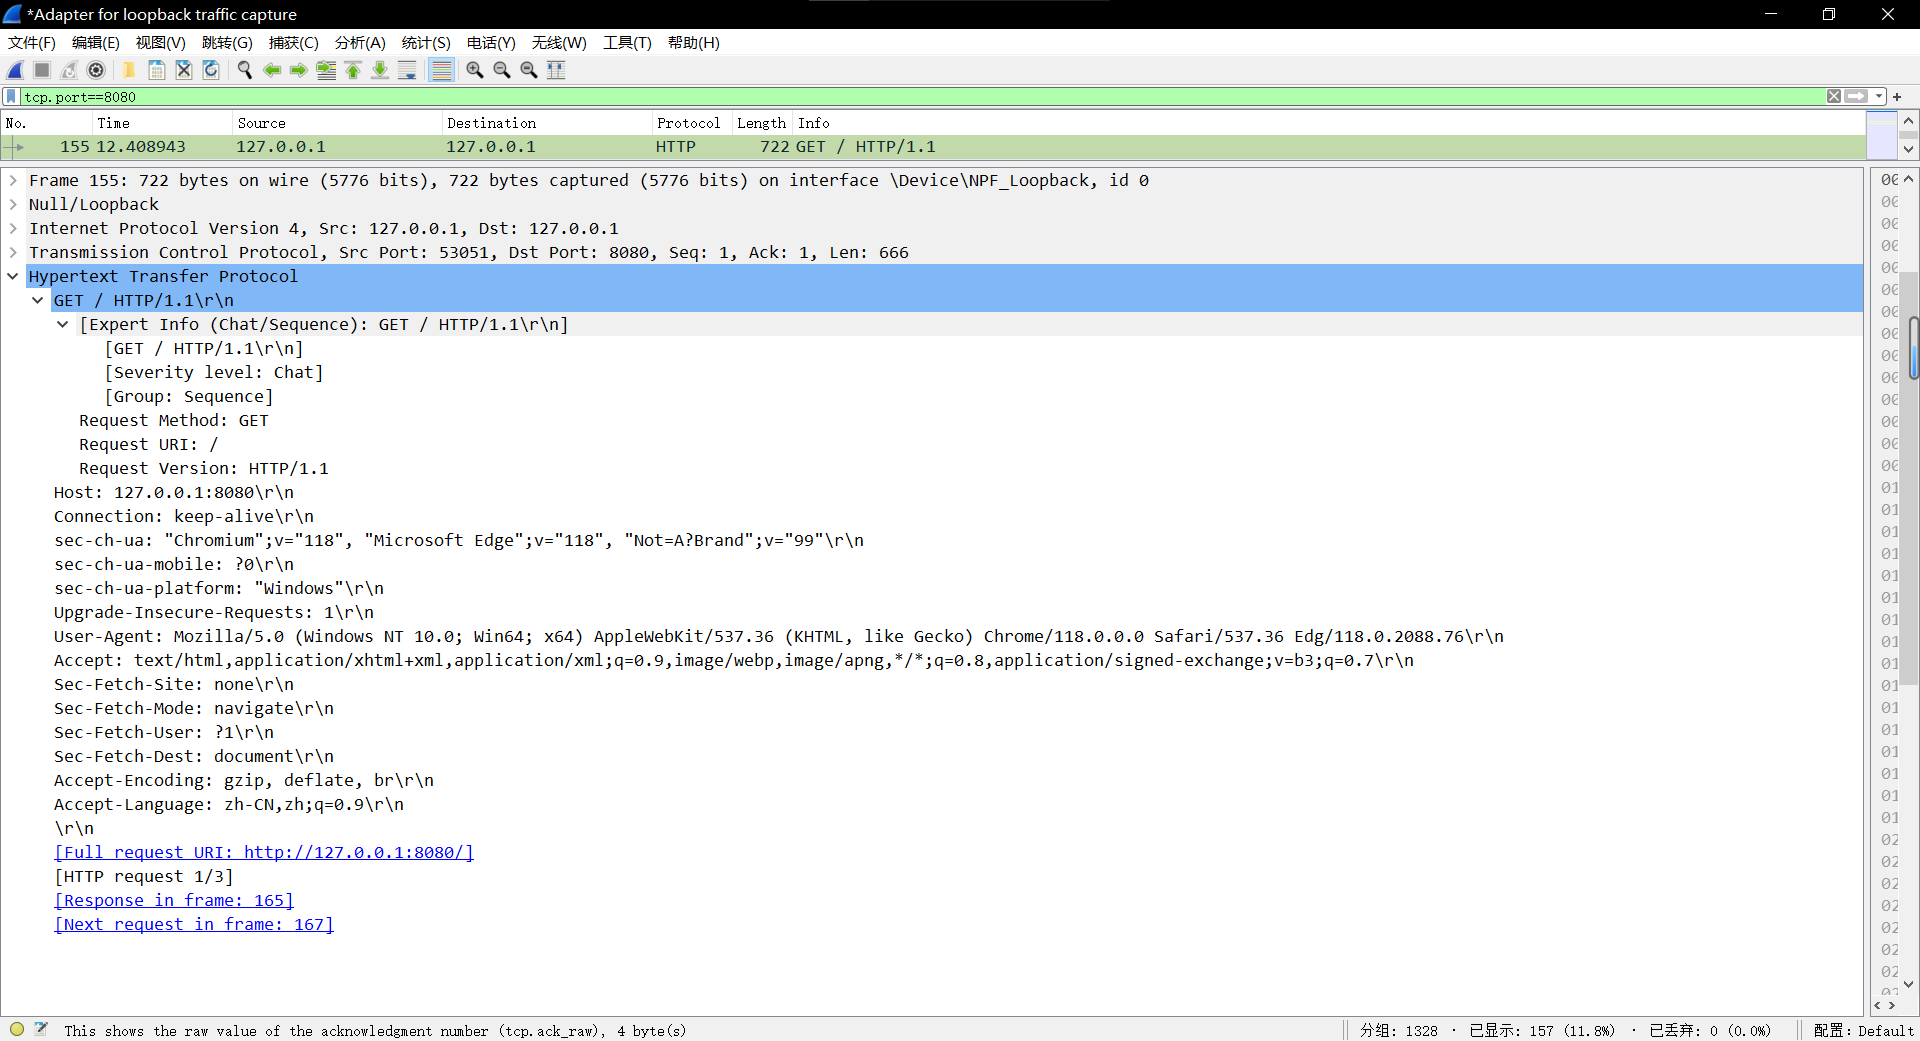 *Adapter for loopback traffic capture
文件(F) 编辑(E) 视图(V) 跳转(G) 捕获(C) 分析(A) 统计(S) 电话(Y) 无线(W) 工具(T) 帮助(H)
tcp.port==8080
No. Time Source Destination Protocol Length Info
155 12.408943 127.0.0.1 127.0.0.1 HTTP 722 GET / HTTP/1.1
Frame 155: 722 bytes on wire (5776 bits), 722 bytes captured (5776 bits) on interface \Device\NPF_Loopback, id 0
Null/Loopback
Internet Protocol Version 4, Src: 127.0.0.1, Dst: 127.0.0.1
Transmission Control Protocol, Src Port: 53051, Dst Port: 8080, Seq: 1, Ack: 1, Len: 666
Hypertext Transfer Protocol
GET / HTTP/1.1\r\n
[Expert Info (Chat/Sequence): GET / HTTP/1.1\r\n]
[GET / HTTP/1.1\r\n]
[Severity level: Chat]
[Group: Sequence]
Request Method: GET
Request URI: /
Request Version: HTTP/1.1
Host: 127.0.0.1:8080\r\n
Connection: keep-alive\r\n
sec-ch-ua: "Chromium";v="118", "Microsoft Edge";v="118", "Not=A?Brand";v="99"\r\n
sec-ch-ua-mobile: ?0\r\n
sec-ch-ua-platform: "Windows"\r\n
Upgrade-Insecure-Requests: 1\r\n
User-Agent: Mozilla/5.0 (Windows NT 10.0; Win64; x64) AppleWebKit/537.36 (KHTML, like Gecko) Chrome/118.0.0.0 Safari/537.36 Edg/118.0.2088.76\r\n
Accept: text/html,application/xhtml+xml,application/xml;q=0.9,image/webp,image/apng,*/*;q=0.8,application/signed-exchange;v=b3;q=0.7\r\n
Sec-Fetch-Site: none\r\n
Sec-Fetch-Mode: navigate\r\n
Sec-Fetch-User: ?1\r\n
Sec-Fetch-Dest: document\r\n
Accept-Encoding: gzip, deflate, br\r\n
Accept-Language: zh-CN,zh;q=0.9\r\n
\r\n
[Full request URI: http://127.0.0.1:8080/]
[HTTP request 1/3]
[Response in frame: 165]
[Next request in frame: 167]
This shows the raw value of the acknowledgment number (tcp.ack_raw), 4 byte(s)
分组: 1328 · 已显示: 157 (11.8%) · 已丢弃: 0 (0.0%)
配置: Default